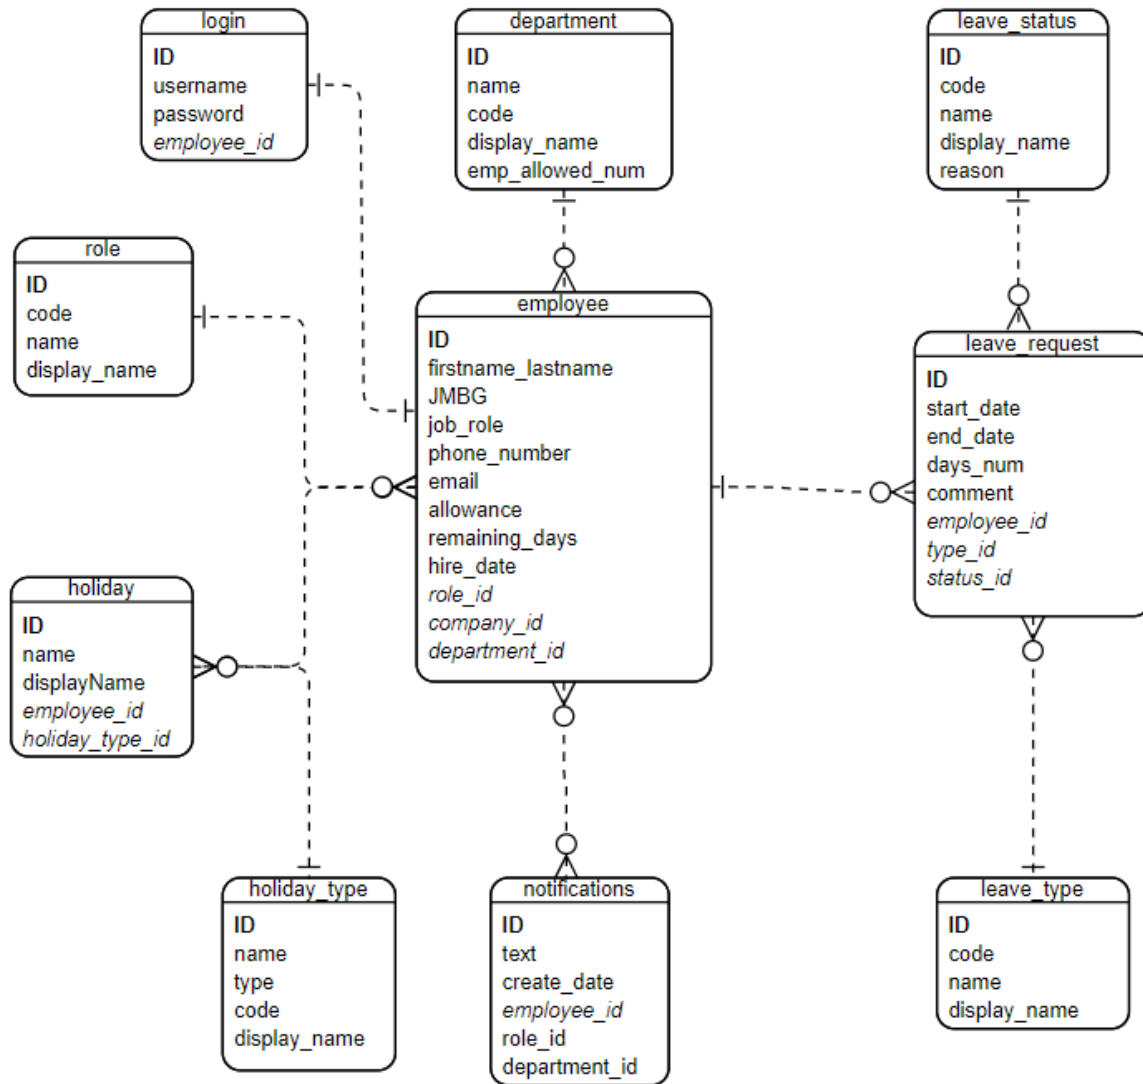 login
ID
username
password
employee_id
department
ID
name
code
display_name
emp_allowed_num
leave_status
ID
code
name
display_name
reason
role
ID
code
name
display_name
employee
ID
firstname_lastname
JMBG
job_role
phone_number
email
allowance
remaining_days
hire_date
role_id
company_id
department_id
leave_request
ID
start_date
end_date
days_num
comment
employee_id
type_id
status_id
holiday
ID
name
displayName
employee_id
holiday_type_id
holiday_type
ID
name
type
code
display_name
notifications
ID
text
create_date
employee_id
role_id
department_id
leave_type
ID
code
name
display_name